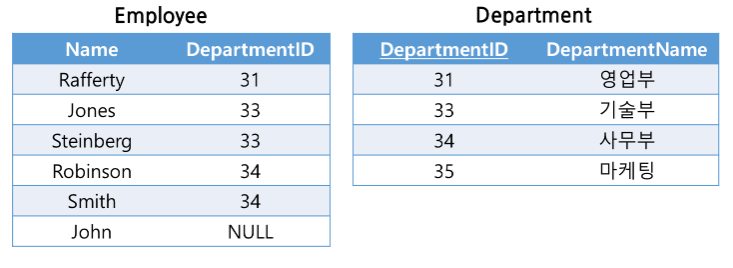 Employee
Name DepartmentID
Rafferty 31
Jones 33
Steinberg 33
Robinson 34
Smith 34
John NULL
Department
DepartmentID DepartmentName
31 영업부
33 기술부
34 사무부
35 마케팅